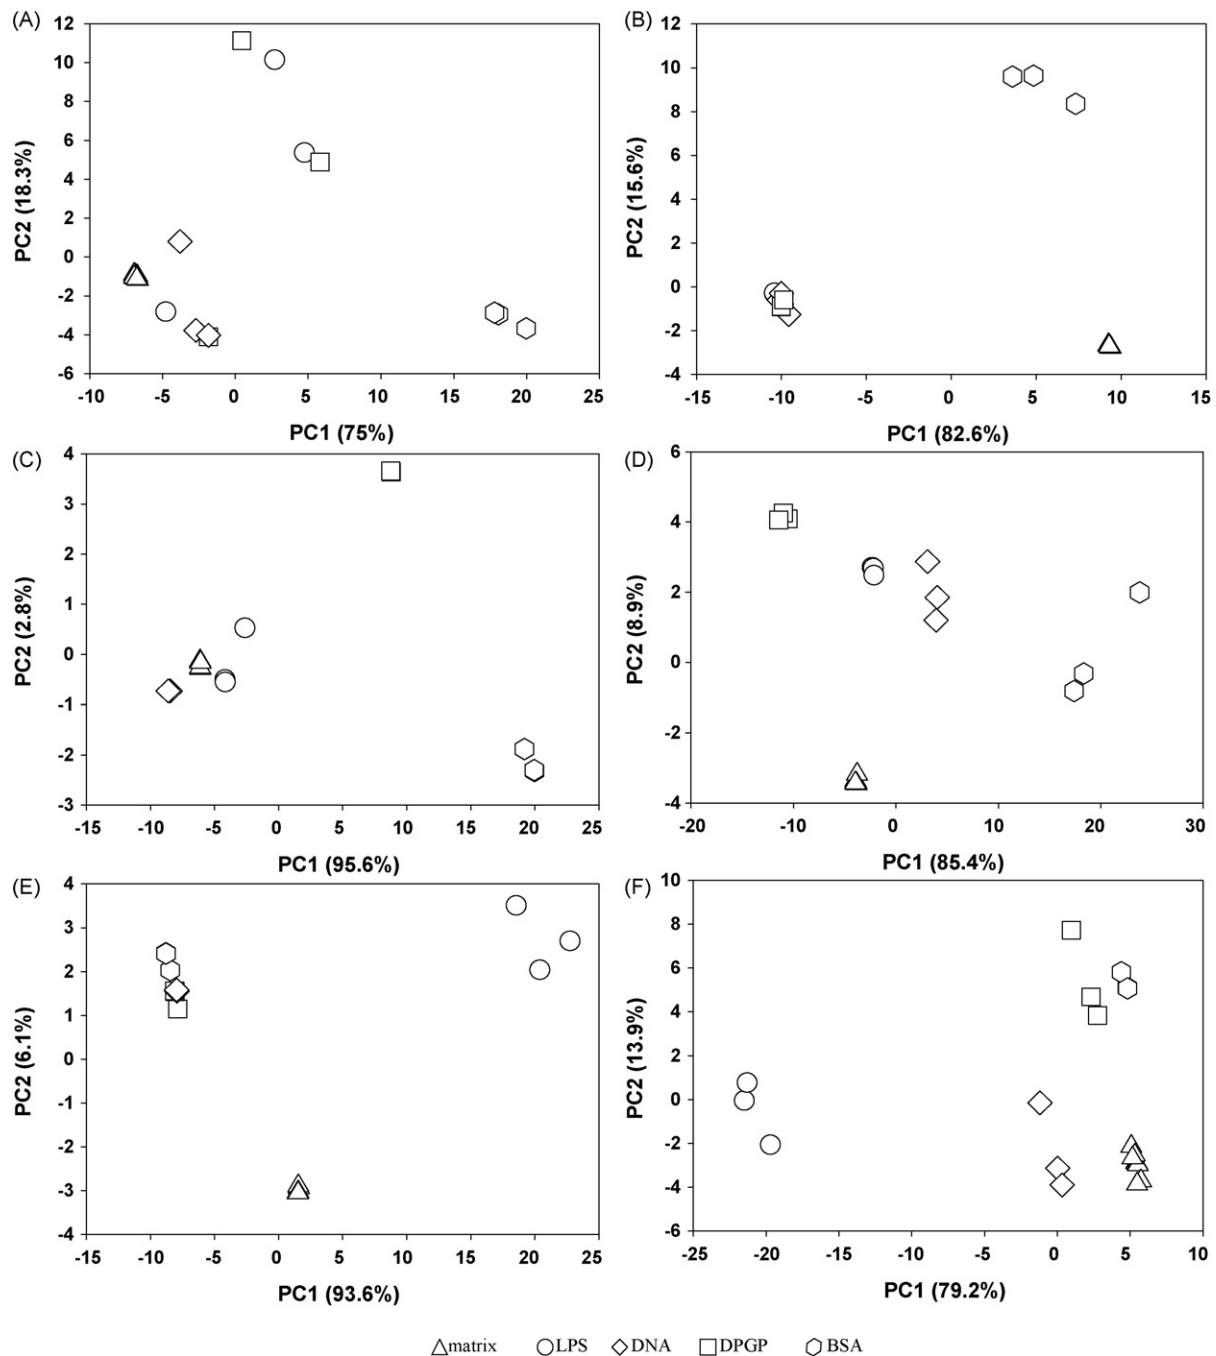 (A)
12
10
8
6
4
2
0
-2
-4
-6
PC2 (18.3%)
-10 -5 0 5 10 15 20 25
PC1 (75%)
(B)
12
10
8
6
4
2
0
-2
-4
PC2 (15.6%)
-15 -10 -5 0 5 10 15
PC1 (82.6%)
(C)
4
3
2
1
0
-1
-2
-3
PC2 (2.8%)
-15 -10 -5 0 5 10 15 20 25
PC1 (95.6%)
(D)
6
4
2
0
-2
-4
PC2 (8.9%)
-20 -10 0 10 20 30
PC1 (85.4%)
(E)
4
3
2
1
0
-1
-2
-3
-4
PC2 (6.1%)
-15 -10 -5 0 5 10 15 20 25
PC1 (93.6%)
(F)
10
8
6
4
2
0
-2
-4
-6
PC2 (13.9%)
-25 -20 -15 -10 -5 0 5 10
PC1 (79.2%)
matrix LPS DNA DPGP BSA